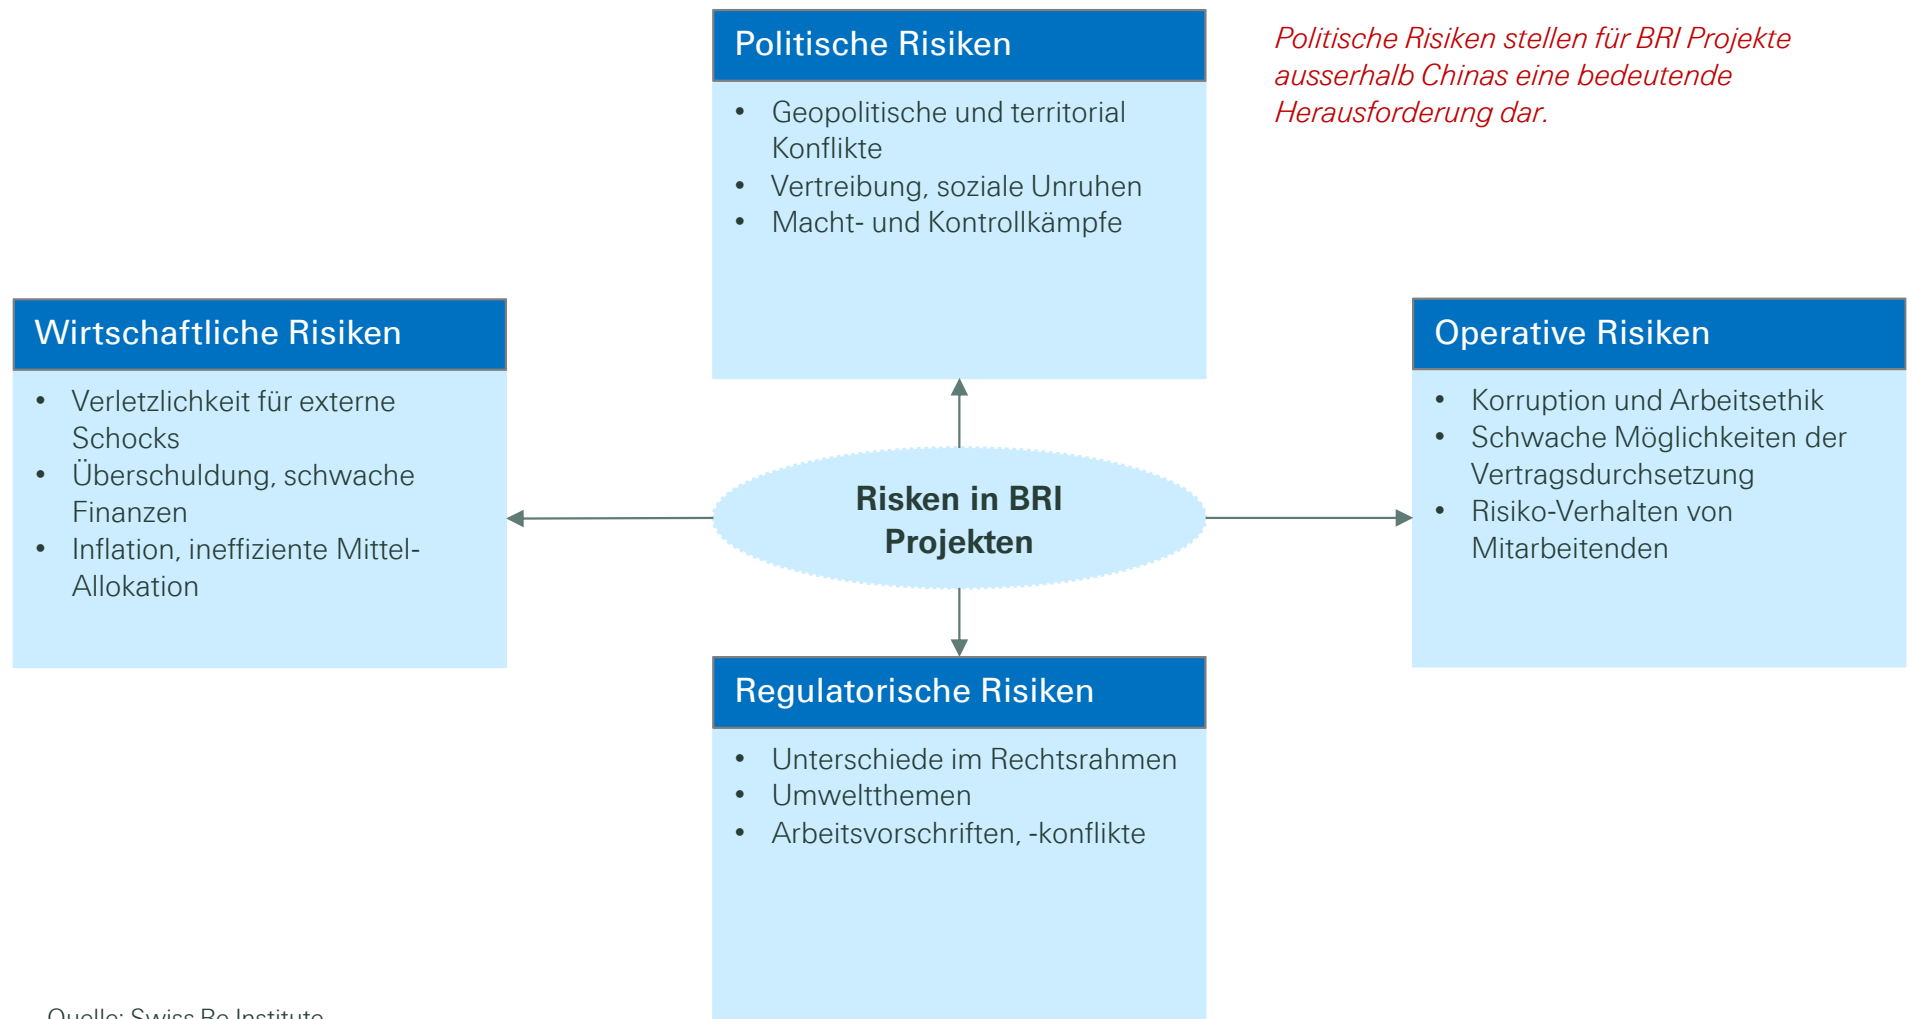 Politische Risiken
• Geopolitische und territorial
Konflikte
• Vertreibung, soziale Unruhen
• Macht- und Kontrollkämpfe
Politische Risiken stellen für BRI Projekte
ausserhalb Chinas eine bedeutende
Herausforderung dar.
Wirtschaftliche Risiken
• Verletzlichkeit für externe
Schocks
• Überschuldung, schwache
Finanzen
• Inflation, ineffiziente Mittel-
Allokation
Risken in BRI
Projekten
Operative Risiken
• Korruption und Arbeitsethik
• Schwache Möglichkeiten der
Vertragsdurchsetzung
• Risiko-Verhalten von
Mitarbeitenden
Regulatorische Risiken
• Unterschiede im Rechtsrahmen
• Umweltthemen
• Arbeitsvorschriften, -konflikte
Quelle: Swiss Re Institute